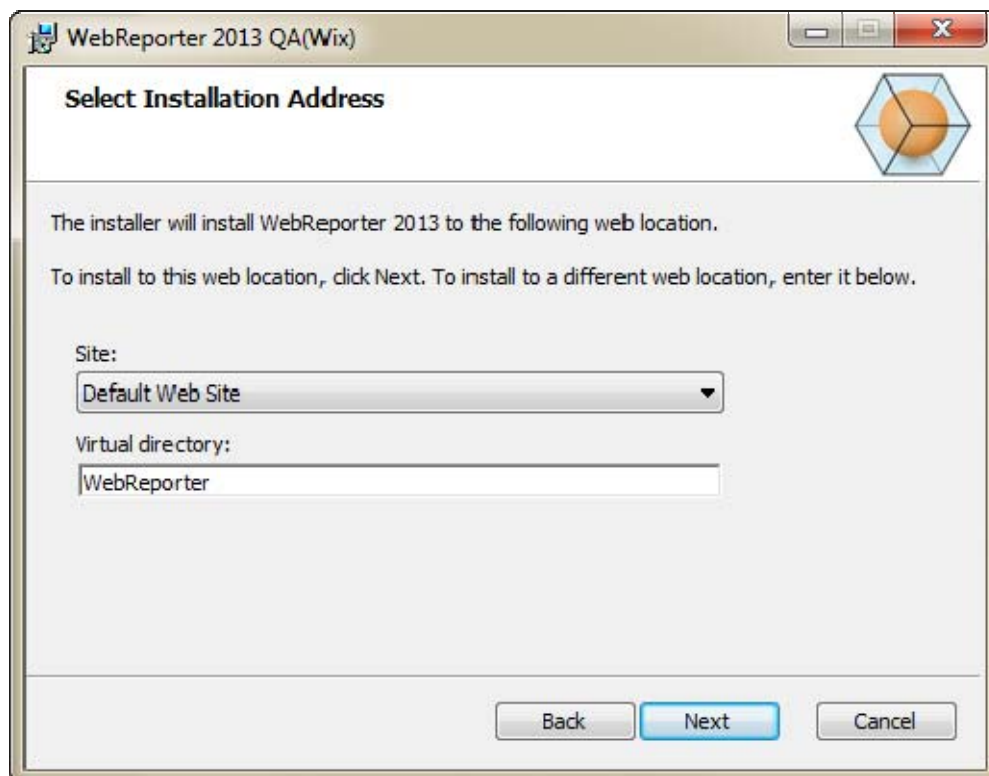 WebReporter 2013 QA(Wix)
Select Installation Address
The installer will install WebReporter 2013 to the following web location.
To install to this web location, click Next. To install to a different web location, enter it below.
Site:
Default Web Site
Virtual directory:
WebReporter
Back Next Cancel